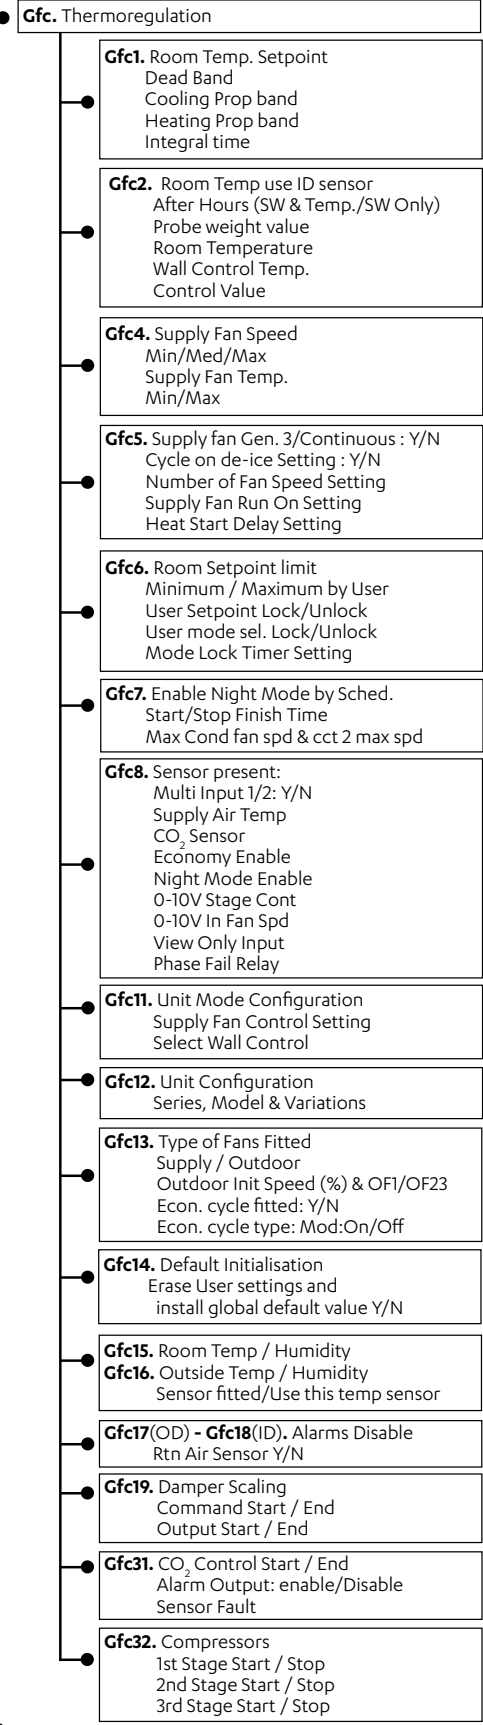 Gfc. Thermoregulation
Gfc1. Room Temp. Setpoint
Dead Band
Cooling Prop band
Heating Prop band
Integral time
Gfc2. Room Temp use ID sensor
After Hours (SW & Temp./SW Only)
Probe weight value
Room Temperature
Wall Control Temp.
Control Value
Gfc4. Supply Fan Speed
Min/Med/Max
Supply Fan Temp.
Min/Max
Gfc5. Supply fan Gen. 3/Continuous : Y/N
Cycle on de-ice Setting : Y/N
Number of Fan Speed Setting
Supply Fan Run On Setting
Heat Start Delay Setting
Gfc6. Room Setpoint limit
Minimum / Maximum by User
User Setpoint Lock/Unlock
User mode sel. Lock/Unlock
Mode Lock Timer Setting
Gfc7. Enable Night Mode by Sched.
Start/Stop Finish Time
Max Cond fan spd & cct 2 max spd
Gfc8. Sensor present:
Multi Input 1/2: Y/N
Supply Air Temp
CO₂ Sensor
Economy Enable
Night Mode Enable
0-10V Stage Cont
0-10V In Fan Spd
View Only Input
Phase Fail Relay
Gfc11. Unit Mode Configuration
Supply Fan Control Setting
Select Wall Control
Gfc12. Unit Configuration
Series, Model & Variations
Gfc13. Type of Fans Fitted
Supply / Outdoor
Outdoor Init Speed (%) & OF1/OF23
Econ. cycle fitted: Y/N
Econ. cycle type: Mod:On/Off
Gfc14. Default Initialisation
Erase User settings and
install global default value Y/N
Gfc15. Room Temp / Humidity
Gfc16. Outside Temp / Humidity
Sensor fitted/Use this temp sensor
Gfc17(OD) - Gfc18(ID). Alarms Disable
Rtn Air Sensor Y/N
Gfc19. Damper Scaling
Command Start / End
Output Start / End
Gfc31. CO₂ Control Start / End
Alarm Output: enable/Disable
Sensor Fault
Gfc32. Compressors
1st Stage Start / Stop
2nd Stage Start / Stop
3rd Stage Start / Stop